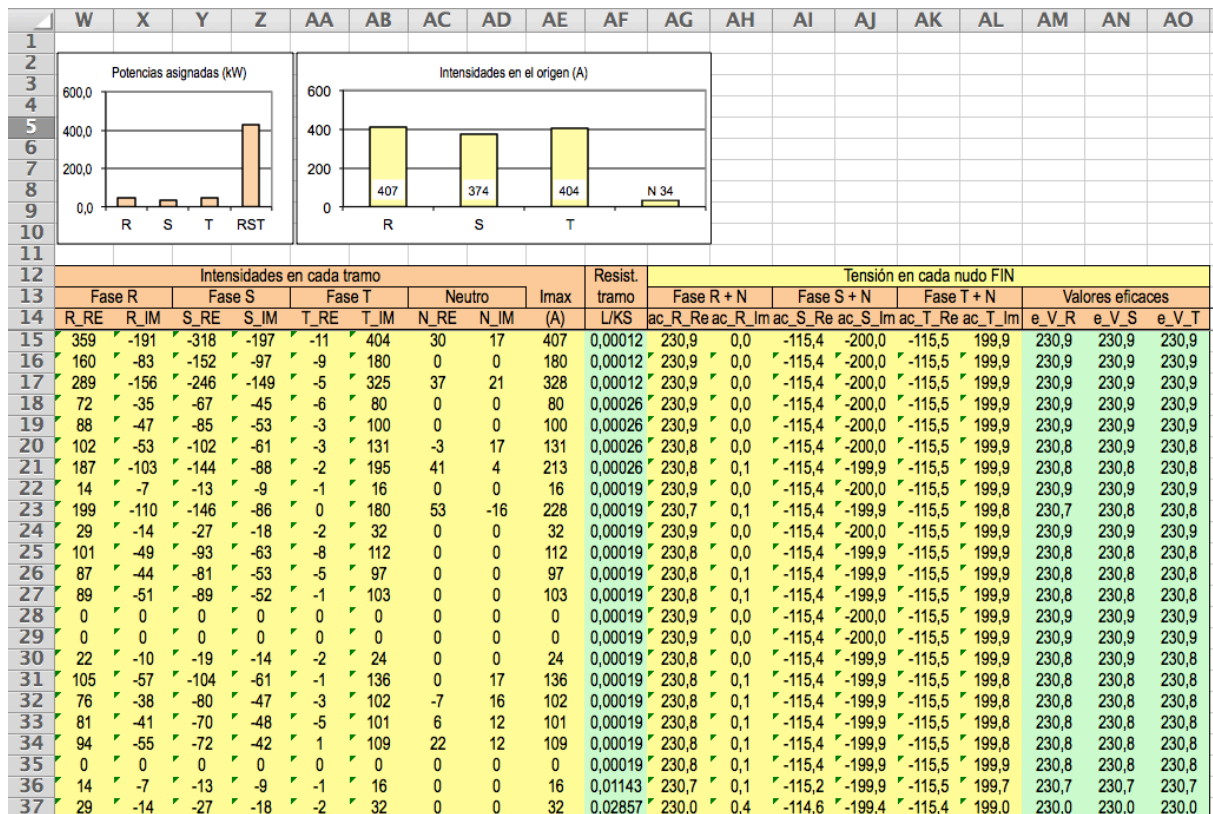 W X Y Z AA AB AC AD AE AF AG AH AI AJ AK AL AM AN AO
1
2
Potencias asignadas (kW) Intensidades en el origen (A)
3
600,0 600
4
5 400,0 400
6
7 200,0 200
8 407 374 404 N 34
9 0,0 0
10 R S T RST R S T
11
12 Intensidades en cada tramo Resist. Tensión en cada nudo FIN
13 Fase R Fase S Fase T Neutro Imax tramo Fase R + N Fase S + N Fase T + N Valores eficaces
14 R_RE R_IM S_RE S_IM T_RE T_IM N_RE N_IM (A) L/KS ac_R_Re ac_R_Im ac_S_Re ac_S_Im ac_T_Re ac_T_Im e_V_R e_V_S e_V_T
15 359 -191 -318 -197 -11 404 30 17 407 0,00012 230,9 0,0 -115,4 -200,0 -115,5 199,9 230,9 230,9 230,9
16 160 -83 -152 -97 -9 180 0 0 180 0,00012 230,9 0,0 -115,4 -200,0 -115,5 199,9 230,9 230,9 230,9
17 289 -156 -246 -149 -5 325 37 21 328 0,00012 230,9 0,0 -115,4 -200,0 -115,5 199,9 230,9 230,9 230,9
18 72 -35 -67 -45 -6 80 0 0 80 0,00026 230,9 0,0 -115,4 -200,0 -115,5 199,9 230,9 230,9 230,9
19 88 -47 -85 -53 -3 100 0 0 100 0,00026 230,9 0,0 -115,4 -200,0 -115,5 199,9 230,9 230,9 230,9
20 102 -53 -102 -61 -3 131 -3 17 131 0,00026 230,8 0,0 -115,4 -200,0 -115,5 199,9 230,8 230,9 230,8
21 187 -103 -144 -88 -2 195 41 4 213 0,00026 230,8 0,1 -115,4 -199,9 -115,5 199,9 230,8 230,8 230,8
22 14 -7 -13 -9 -1 16 0 0 16 0,00019 230,9 0,0 -115,4 -200,0 -115,5 199,9 230,9 230,9 230,9
23 199 -110 -146 -86 0 180 53 -16 228 0,00019 230,7 0,1 -115,4 -199,9 -115,5 199,8 230,7 230,8 230,8
24 29 -14 -27 -18 -2 32 0 0 32 0,00019 230,9 0,0 -115,4 -200,0 -115,5 199,9 230,9 230,9 230,9
25 101 -49 -93 -63 -8 112 0 0 112 0,00019 230,8 0,0 -115,4 -199,9 -115,5 199,9 230,8 230,8 230,8
26 87 -44 -81 -53 -5 97 0 0 97 0,00019 230,8 0,1 -115,4 -199,9 -115,5 199,9 230,8 230,8 230,8
27 89 -51 -89 -52 -1 103 0 0 103 0,00019 230,8 0,1 -115,4 -199,9 -115,5 199,9 230,8 230,8 230,8
28 0 0 0 0 0 0 0 0 0 0,00019 230,9 0,0 -115,4 -200,0 -115,5 199,9 230,9 230,9 230,9
29 0 0 0 0 0 0 0 0 0 0,00019 230,9 0,0 -115,4 -200,0 -115,5 199,9 230,9 230,9 230,9
30 22 -10 -19 -14 -2 24 0 0 24 0,00019 230,8 0,0 -115,4 -199,9 -115,5 199,9 230,8 230,9 230,8
31 105 -57 -104 -61 -1 136 0 17 136 0,00019 230,8 0,1 -115,4 -199,9 -115,5 199,8 230,8 230,8 230,8
32 76 -38 -80 -47 -3 102 -7 16 102 0,00019 230,8 0,1 -115,4 -199,9 -115,5 199,9 230,8 230,8 230,8
33 81 -41 -70 -48 -5 101 6 12 101 0,00019 230,8 0,1 -115,4 -199,9 -115,5 199,8 230,8 230,8 230,8
34 94 -55 -72 -42 1 109 22 12 109 0,00019 230,8 0,1 -115,4 -199,9 -115,5 199,8 230,8 230,8 230,8
35 0 0 0 0 0 0 0 0 0 0,00019 230,8 0,1 -115,4 -199,9 -115,5 199,9 230,8 230,8 230,8
36 14 -7 -13 -9 -1 16 0 0 16 0,01143 230,7 0,1 -115,2 -199,9 -115,5 199,7 230,7 230,7 230,7
37 29 -14 -27 -18 -2 32 0 0 32 0,02857 230,0 0,4 -114,6 -199,4 -115,4 199,0 230,0 230,0 230,0